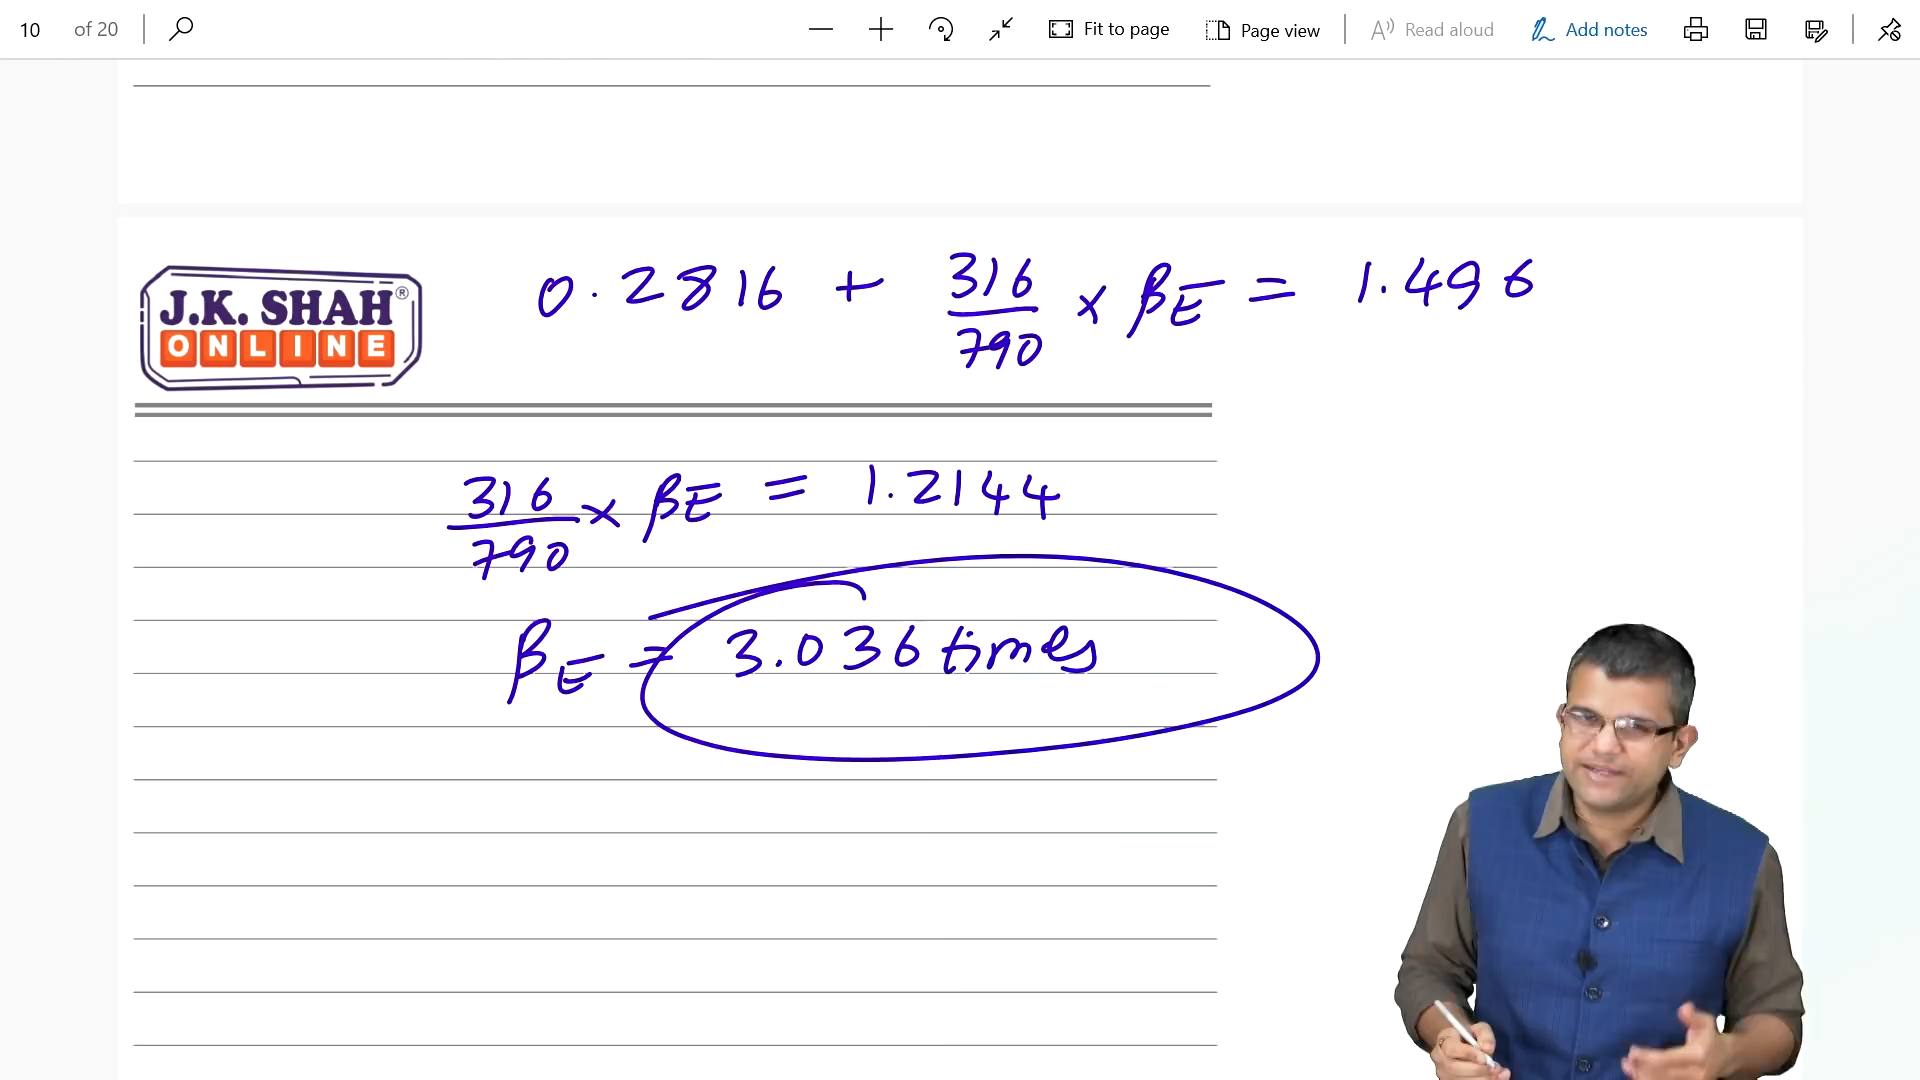 10 of 20 Fit to page Page view Read aloud Add notes
J.K. SHAH®
ONLINE
0.2816 + 316/790 × βE = 1.496
316/790 × βE = 1.2144
βE = 3.036 times